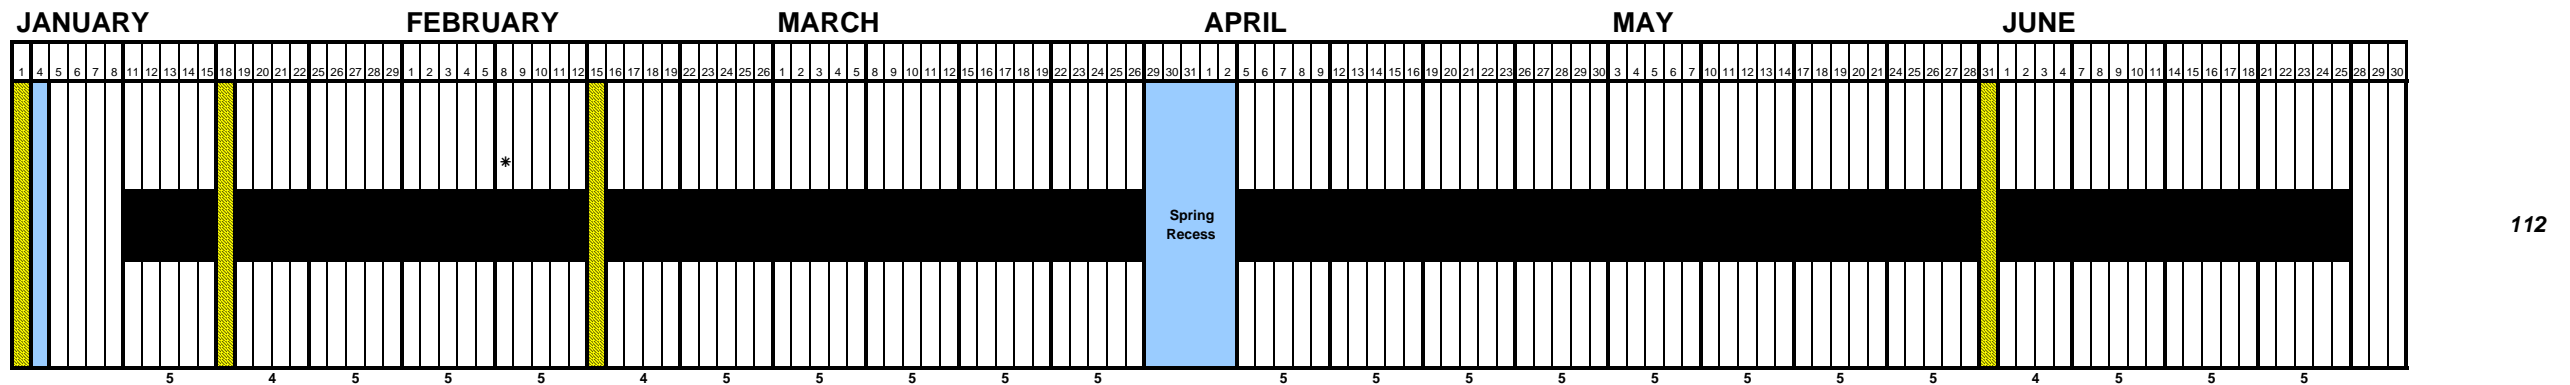 JANUARY FEBRUARY MARCH APRIL MAY JUNE
1 4 5 6 7 8 11 12 13 14 15 18 19 20 21 22 25 26 27 28 29 1 2 3 4 5 8 9 10 11 12 15 16 17 18 19 22 23 24 25 26 1 2 3 4 5 8 9 10 11 12 15 16 17 18 19 22 23 24 25 26 29 30 31 1 2 5 6 7 8 9 12 13 14 15 16 19 20 21 22 23 26 27 28 29 30 3 4 5 6 7 10 11 12 13 14 17 18 19 20 21 24 25 26 27 28 31 1 2 3 4 7 8 9 10 11 14 15 16 17 18 21 22 23 24 25 28 29 30
*
Spring
Recess
112
5 4 5 5 5 4 5 5 5 5 5 5 5 5 5 5 5 5 5 4 5 5 5